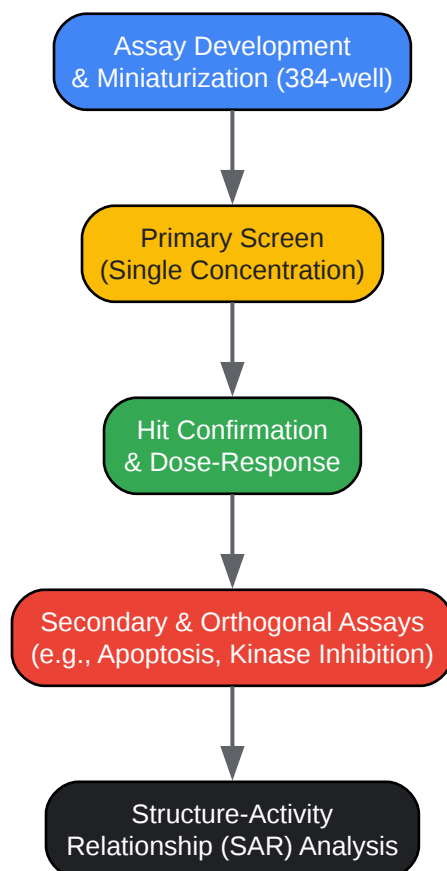 Assay Development
& Miniaturization (384-well)
Primary Screen
(Single Concentration)
Hit Confirmation
& Dose-Response
Secondary & Orthogonal Assays
(e.g., Apoptosis, Kinase Inhibition)
Structure-Activity
Relationship (SAR) Analysis